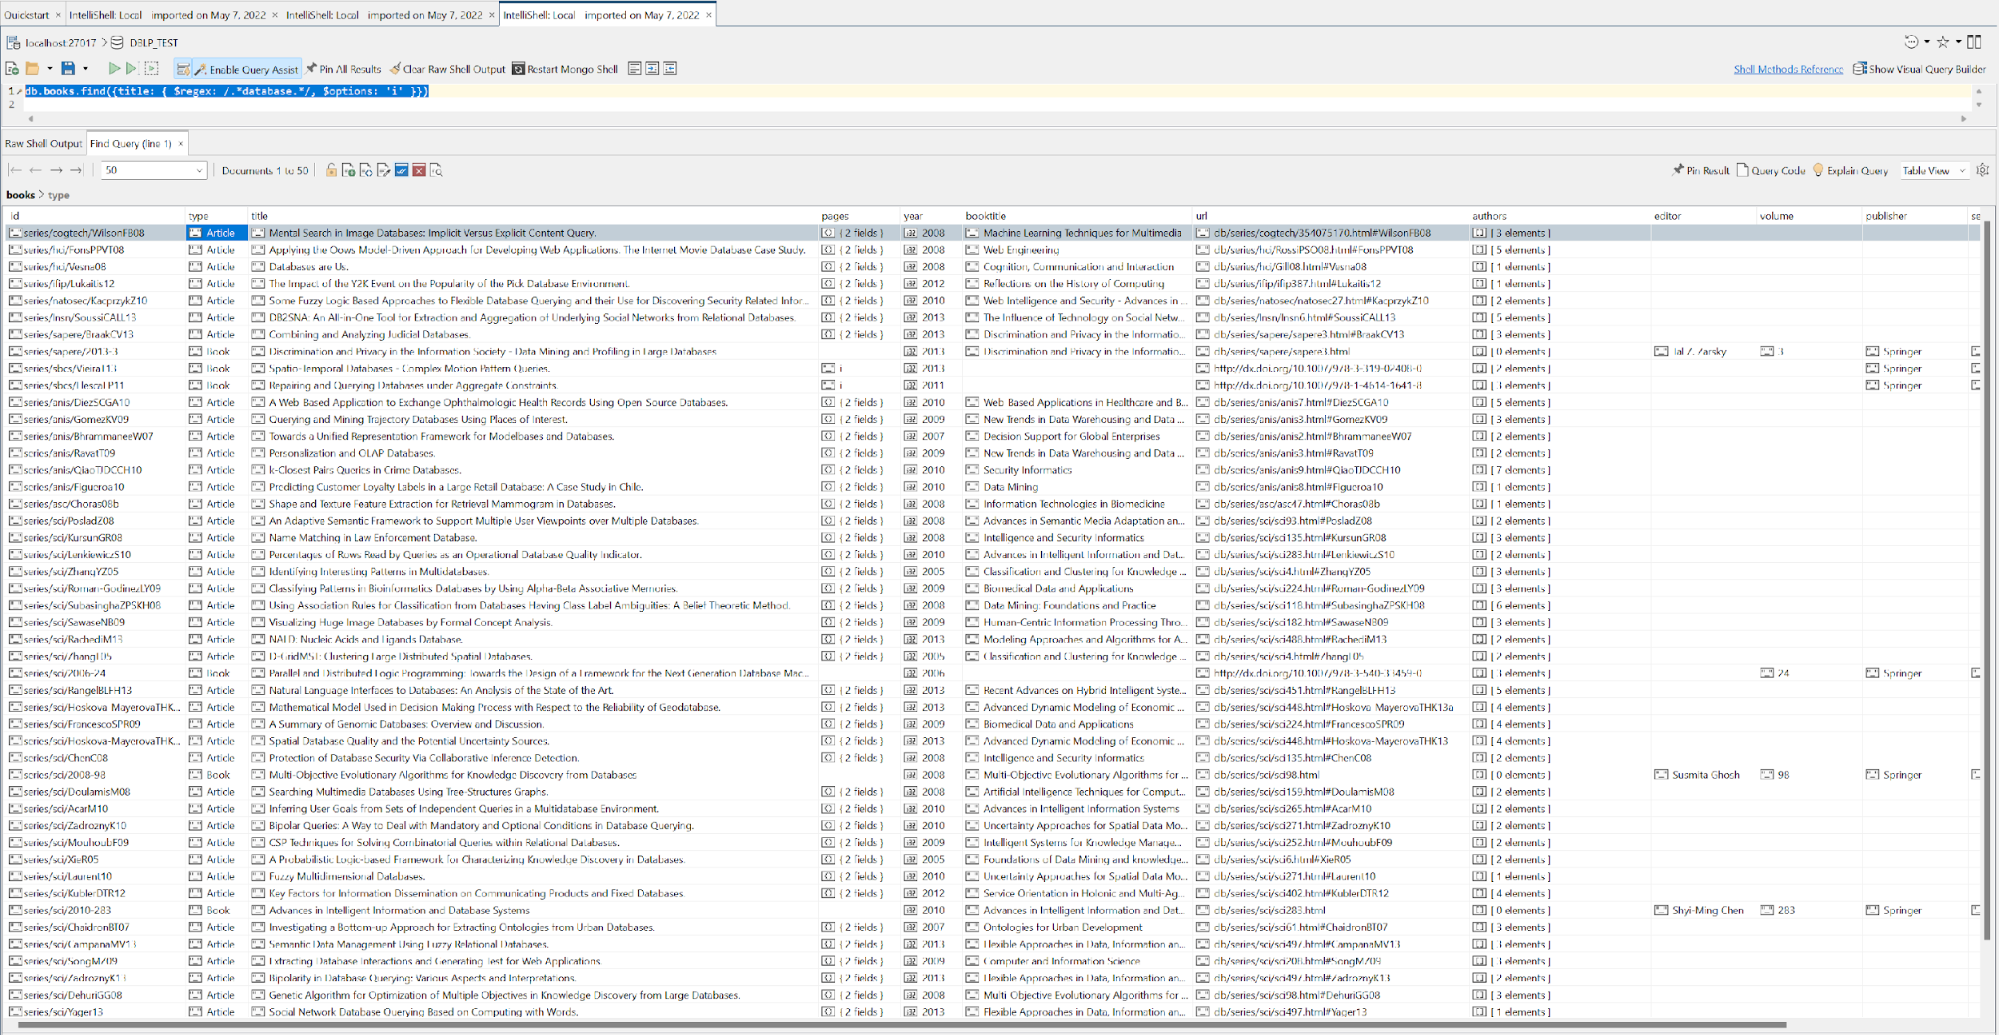 Quickstart × IntelliShell: Local imported on May 7, 2022 × IntelliShell: Local imported on May 7, 2022 × IntelliShell: Local imported on May 7, 2022 ×
localhost:27017 > DBLP_TEST
Enable Query Assist Pin All Results Clear Raw Shell Output Restart Mongo Shell Shell Methods Reference Show Visual Query Builder
1 db.books.find({title: { $regex: /.*database.*/, $options: 'i' }})
2
Raw Shell Output Find Query (line 1) ×
50 Documents 1 to 50 Pin Result Query Code Explain Query Table View
books > type
id type title pages year booktitle url authors editor volume publisher se
series/cogtech/WilsonFB08 Article Mental Search in Image Databases: Implicit Versus Explicit Content Query. { 2 fields } 2008 Machine Learning Techniques for Multimedia db/series/cogtech/354075170.html#WilsonFB08 [ 3 elements ]
series/hci/FonsPPVT08 Article Applying the Oows Model-Driven Approach for Developing Web Applications. The Internet Movie Database Case Study. { 2 fields } 2008 Web Engineering db/series/hci/RossiPSO08.html#FonsPPVT08 [ 5 elements ]
series/hci/Vesna08 Article Databases are Us. { 2 fields } 2008 Cognition, Communication and Interaction db/series/hci/Gill08.html#Vesna08 [ 1 elements ]
series/ifip/Lukaitis12 Article The Impact of the Y2K Event on the Popularity of the Pick Database Environment. { 2 fields } 2012 Reflections on the History of Computing db/series/ifip/ifip387.html#Lukaitis12 [ 1 elements ]
series/natosec/KacprzykZ10 Article Some Fuzzy Logic Based Approaches to Flexible Database Querying and their Use for Discovering Security Related Infor... { 2 fields } 2010 Web Intelligence and Security - Advances in ... db/series/natosec/natosec27.html#KacprzykZ10 [ 2 elements ]
series/lnsn/SoussiCALL13 Article DB2SNA: An All-in-One Tool for Extraction and Aggregation of Underlying Social Networks from Relational Databases. { 2 fields } 2013 The Influence of Technology on Social Netw... db/series/lnsn/lnsn6.html#SoussiCALL13 [ 5 elements ]
series/sapere/BraakCV13 Article Combining and Analyzing Judicial Databases. { 2 fields } 2013 Discrimination and Privacy in the Informatio... db/series/sapere/sapere3.html#BraakCV13 [ 3 elements ]
series/sapere/2013-3 Book Discrimination and Privacy in the Information Society - Data Mining and Profiling in Large Databases 2013 Discrimination and Privacy in the Informatio... db/series/sapere/sapere3.html [ 0 elements ] Tal Z. Zarsky 3 Springer
series/sbcs/VieiraT13 Book Spatio-Temporal Databases - Complex Motion Pattern Queries. i 2013 http://dx.doi.org/10.1007/978-3-319-02408-0 [ 2 elements ] Springer
series/sbcs/FlescaFP11 Book Repairing and Querying Databases under Aggregate Constraints. i 2011 http://dx.doi.org/10.1007/978-1-4614-1641-8 [ 3 elements ] Springer
series/anis/DiezSCGA10 Article A Web Based Application to Exchange Ophthalmologic Health Records Using Open Source Databases. { 2 fields } 2010 Web Based Applications in Healthcare and B... db/series/anis/anis7.html#DiezSCGA10 [ 5 elements ]
series/anis/GomezKV09 Article Querying and Mining Trajectory Databases Using Places of Interest. { 2 fields } 2009 New Trends in Data Warehousing and Data ... db/series/anis/anis3.html#GomezKV09 [ 3 elements ]
series/anis/BhrammaneeW07 Article Towards a Unified Representation Framework for Modelbases and Databases. { 2 fields } 2007 Decision Support for Global Enterprises db/series/anis/anis2.html#BhrammaneeW07 [ 2 elements ]
series/anis/RavatT09 Article Personalization and OLAP Databases. { 2 fields } 2009 New Trends in Data Warehousing and Data ... db/series/anis/anis3.html#RavatT09 [ 2 elements ]
series/anis/QiaoTJDCCH10 Article k-Closest Pairs Queries in Crime Databases. { 2 fields } 2010 Security Informatics db/series/anis/anis9.html#QiaoTJDCCH10 [ 7 elements ]
series/anis/Figueroa10 Article Predicting Customer Loyalty Labels in a Large Retail Database: A Case Study in Chile. { 2 fields } 2010 Data Mining db/series/anis/anis8.html#Figueroa10 [ 1 elements ]
series/asc/Choras08b Article Shape and Texture Feature Extraction for Retrieval Mammogram in Databases. { 2 fields } 2008 Information Technologies in Biomedicine db/series/asc/asc47.html#Choras08b [ 1 elements ]
series/sci/PosladZ08 Article An Adaptive Semantic Framework to Support Multiple User Viewpoints over Multiple Databases. { 2 fields } 2008 Advances in Semantic Media Adaptation an... db/series/sci/sci93.html#PosladZ08 [ 2 elements ]
series/sci/KursunGR08 Article Name Matching in Law Enforcement Database. { 2 fields } 2008 Intelligence and Security Informatics db/series/sci/sci135.html#KursunGR08 [ 3 elements ]
series/sci/LenkiewiczS10 Article Percentages of Rows Read by Queries as an Operational Database Quality Indicator. { 2 fields } 2010 Advances in Intelligent Information and Dat... db/series/sci/sci283.html#LenkiewiczS10 [ 2 elements ]
series/sci/ZhangYZ05 Article Identifying Interesting Patterns in Multidatabases. { 2 fields } 2005 Classification and Clustering for Knowledge ... db/series/sci/sci4.html#ZhangYZ05 [ 3 elements ]
series/sci/Roman-GodinezLY09 Article Classifying Patterns in Bioinformatics Databases by Using Alpha-Beta Associative Memories. { 2 fields } 2009 Biomedical Data and Applications db/series/sci/sci224.html#Roman-GodinezLY09 [ 3 elements ]
series/sci/SubasinghaZPSKH08 Article Using Association Rules for Classification from Databases Having Class Label Ambiguities: A Belief Theoretic Method. { 2 fields } 2008 Data Mining: Foundations and Practice db/series/sci/sci118.html#SubasinghaZPSKH08 [ 6 elements ]
series/sci/SawaseNB09 Article Visualizing Huge Image Databases by Formal Concept Analysis. { 2 fields } 2009 Human-Centric Information Processing Thro... db/series/sci/sci182.html#SawaseNB09 [ 3 elements ]
series/sci/RachediM13 Article NALD: Nucleic Acids and Ligands Database. { 2 fields } 2013 Modeling Approaches and Algorithms for A... db/series/sci/sci488.html#RachediM13 [ 2 elements ]
series/sci/ZhangT05 Article D-GridMST: Clustering Large Distributed Spatial Databases. { 2 fields } 2005 Classification and Clustering for Knowledge ... db/series/sci/sci4.html#ZhangT05 [ 2 elements ]
series/sci/2006-24 Book Parallel and Distributed Logic Programming: Towards the Design of a Framework for the Next Generation Database Mac... 2006 http://dx.doi.org/10.1007/978-3-540-33459-0 [ 3 elements ] 24 Springer
series/sci/RangelBLFH13 Article Natural Language Interfaces to Databases: An Analysis of the State of the Art. { 2 fields } 2013 Recent Advances on Hybrid Intelligent Syste... db/series/sci/sci451.html#RangelBLFH13 [ 5 elements ]
series/sci/Hoskova-MayerovaTHK... Article Mathematical Model Used in Decision Making Process with Respect to the Reliability of Geodatabase. { 2 fields } 2013 Advanced Dynamic Modeling of Economic ... db/series/sci/sci448.html#Hoskova-MayerovaTHK13a [ 4 elements ]
series/sci/FrancescoSPR09 Article A Summary of Genomic Databases: Overview and Discussion. { 2 fields } 2009 Biomedical Data and Applications db/series/sci/sci224.html#FrancescoSPR09 [ 4 elements ]
series/sci/Hoskova-MayerovaTHK... Article Spatial Database Quality and the Potential Uncertainty Sources. { 2 fields } 2013 Advanced Dynamic Modeling of Economic ... db/series/sci/sci448.html#Hoskova-MayerovaTHK13 [ 4 elements ]
series/sci/ChenC08 Article Protection of Database Security Via Collaborative Inference Detection. { 2 fields } 2008 Intelligence and Security Informatics db/series/sci/sci135.html#ChenC08 [ 2 elements ]
series/sci/2008-98 Book Multi-Objective Evolutionary Algorithms for Knowledge Discovery from Databases 2008 Multi-Objective Evolutionary Algorithms for ... db/series/sci/sci98.html [ 0 elements ] Susmita Ghosh 98 Springer
series/sci/DoulamisM08 Article Searching Multimedia Databases Using Tree-Structures Graphs. { 2 fields } 2008 Artificial Intelligence Techniques for Comput... db/series/sci/sci159.html#DoulamisM08 [ 2 elements ]
series/sci/AcarM10 Article Inferring User Goals from Sets of Independent Queries in a Multidatabase Environment. { 2 fields } 2010 Advances in Intelligent Information Systems db/series/sci/sci265.html#AcarM10 [ 2 elements ]
series/sci/ZadroznyK10 Article Bipolar Queries: A Way to Deal with Mandatory and Optional Conditions in Database Querying. { 2 fields } 2010 Uncertainty Approaches for Spatial Data Mo... db/series/sci/sci271.html#ZadroznyK10 [ 2 elements ]
series/sci/MouhoubF09 Article CSP Techniques for Solving Combinatorial Queries within Relational Databases. { 2 fields } 2009 Intelligent Systems for Knowledge Manage... db/series/sci/sci252.html#MouhoubF09 [ 2 elements ]
series/sci/XieR05 Article A Probabilistic Logic-based Framework for Characterizing Knowledge Discovery in Databases. { 2 fields } 2005 Foundations of Data Mining and knowledge... db/series/sci/sci6.html#XieR05 [ 2 elements ]
series/sci/Laurent10 Article Fuzzy Multidimensional Databases. { 2 fields } 2010 Uncertainty Approaches for Spatial Data Mo... db/series/sci/sci271.html#Laurent10 [ 1 elements ]
series/sci/KublerDTR12 Article Key Factors for Information Dissemination on Communicating Products and Fixed Databases. { 2 fields } 2012 Service Orientation in Holonic and Multi-Ag... db/series/sci/sci402.html#KublerDTR12 [ 4 elements ]
series/sci/2010-283 Book Advances in Intelligent Information and Database Systems 2010 Advances in Intelligent Information and Dat... db/series/sci/sci283.html [ 0 elements ] Shyi-Ming Chen 283 Springer
series/sci/ChaidronBT07 Article Investigating a Bottom-up Approach for Extracting Ontologies from Urban Databases. { 2 fields } 2007 Ontologies for Urban Development db/series/sci/sci61.html#ChaidronBT07 [ 3 elements ]
series/sci/CampanaMV13 Article Semantic Data Management Using Fuzzy Relational Databases. { 2 fields } 2013 Flexible Approaches in Data, Information an... db/series/sci/sci497.html#CampanaMV13 [ 3 elements ]
series/sci/SongMZ09 Article Extracting Database Interactions and Generating Test for Web Applications. { 2 fields } 2009 Computer and Information Science db/series/sci/sci208.html#SongMZ09 [ 3 elements ]
series/sci/ZadroznyK13 Article Bipolarity in Database Querying: Various Aspects and Interpretations. { 2 fields } 2013 Flexible Approaches in Data, Information an... db/series/sci/sci497.html#ZadroznyK13 [ 2 elements ]
series/sci/DehuriGG08 Article Genetic Algorithm for Optimization of Multiple Objectives in Knowledge Discovery from Large Databases. { 2 fields } 2008 Multi Objective Evolutionary Algorithms for ... db/series/sci/sci98.html#DehuriGG08 [ 3 elements ]
series/sci/Yager13 Article Social Network Database Querying Based on Computing with Words. { 2 fields } 2013 Flexible Approaches in Data, Information an... db/series/sci/sci497.html#Yager13 [ 1 elements ]